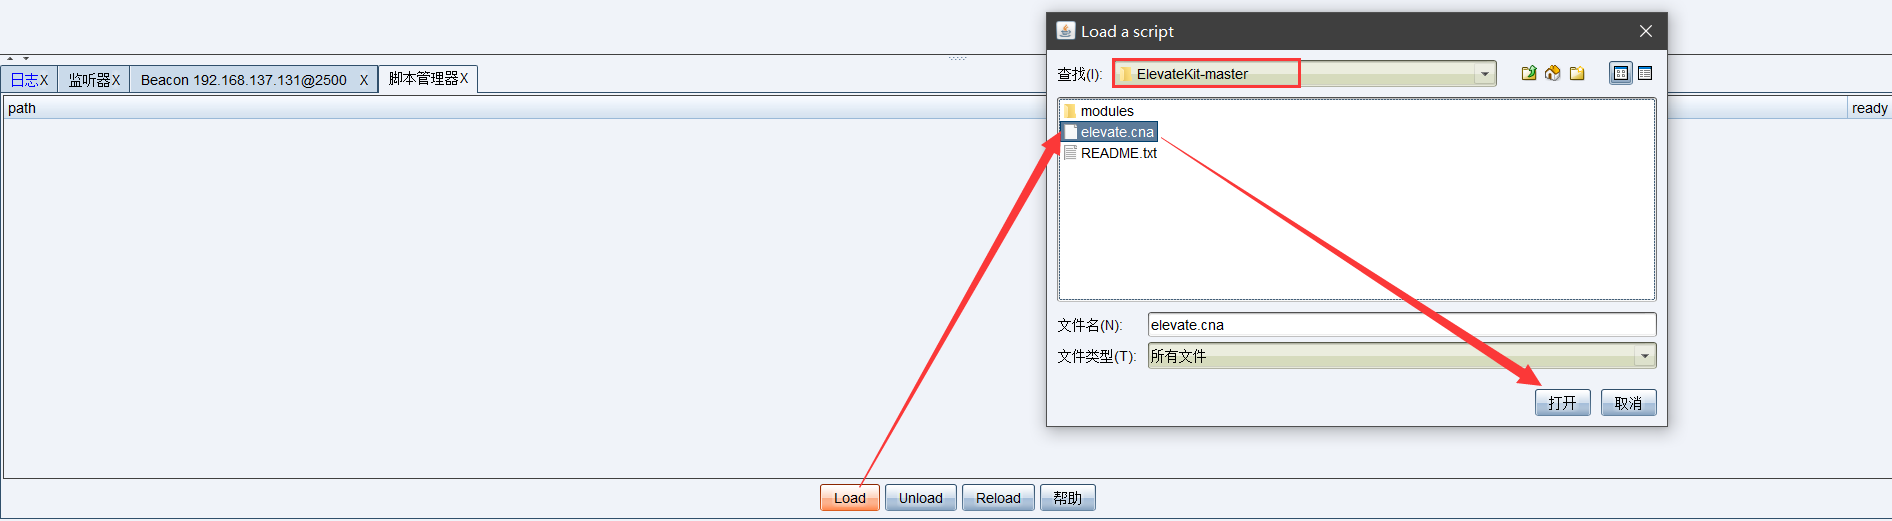 Load a script
查找(I):
ElevateKit-master
日志X
监听器X
Beacon 192.168.137.131@2500 X
脚本管理器X
path
ready
modules
elevate.cna
README.txt
文件名(N):
elevate.cna
文件类型(T):
所有文件
打开
取消
Load
Unload
Reload
帮助